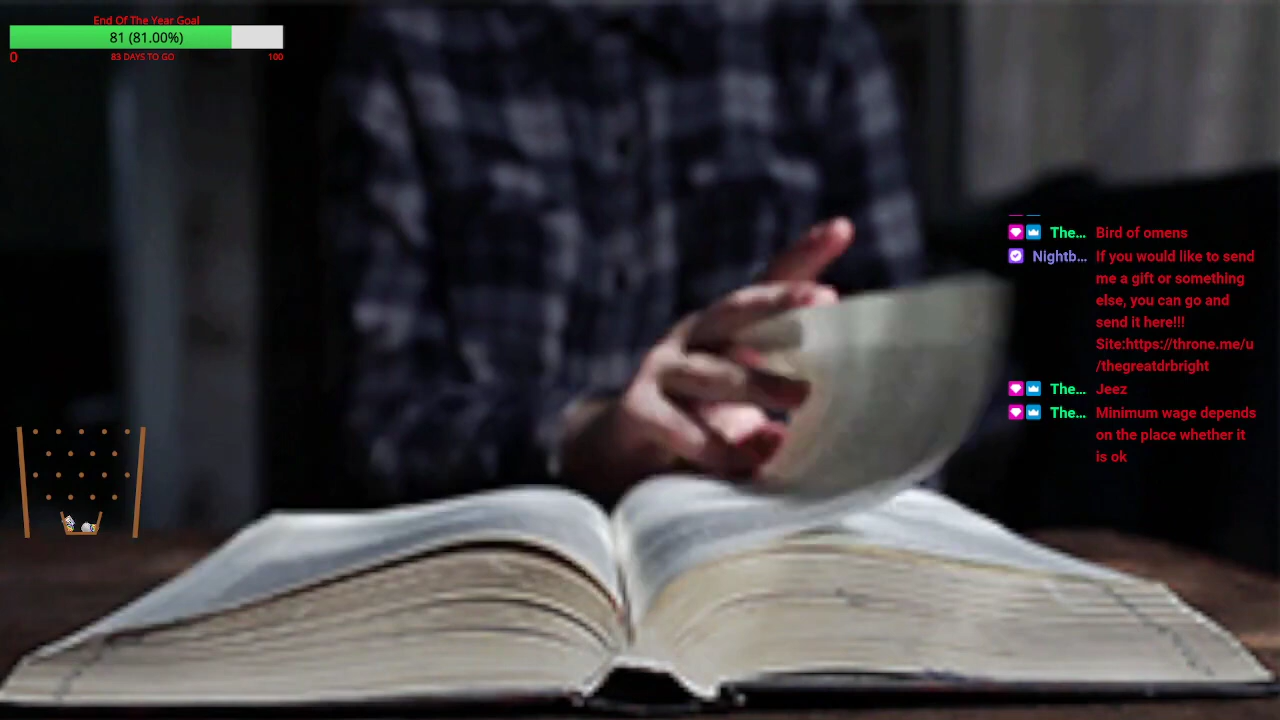 End Of The Year Goal
81 (81.00%)
0 83 DAYS TO GO 100
The... Bird of omens
Nightb... If you would like to send
me a gift or something
else, you can go and
send it here!!!
Site:https://throne.me/u
/thegreatdrbright
The... Jeez
The... Minimum wage depends
on the place whether it
is ok